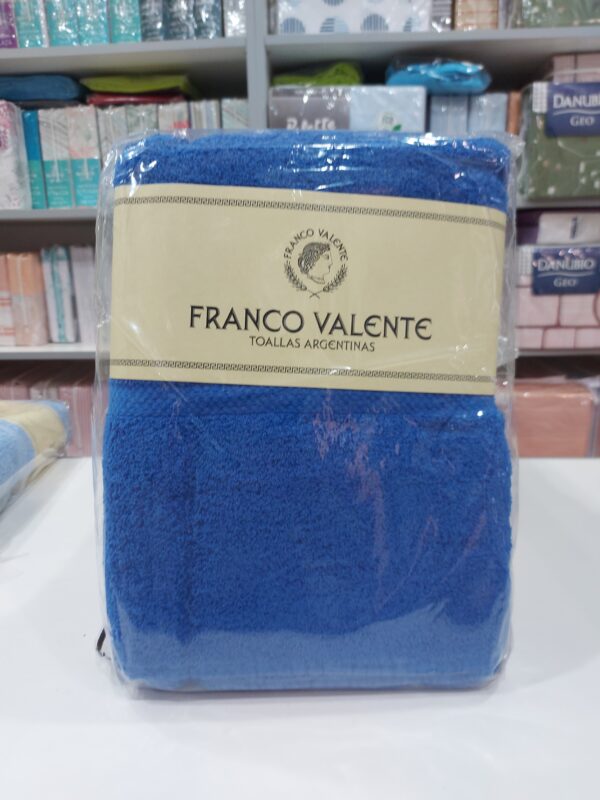 FRANCO VALENTE
FRANCO VALENTE
TOALLAS ARGENTINAS
DANUBIO
GEO
DANUBIO
GEO